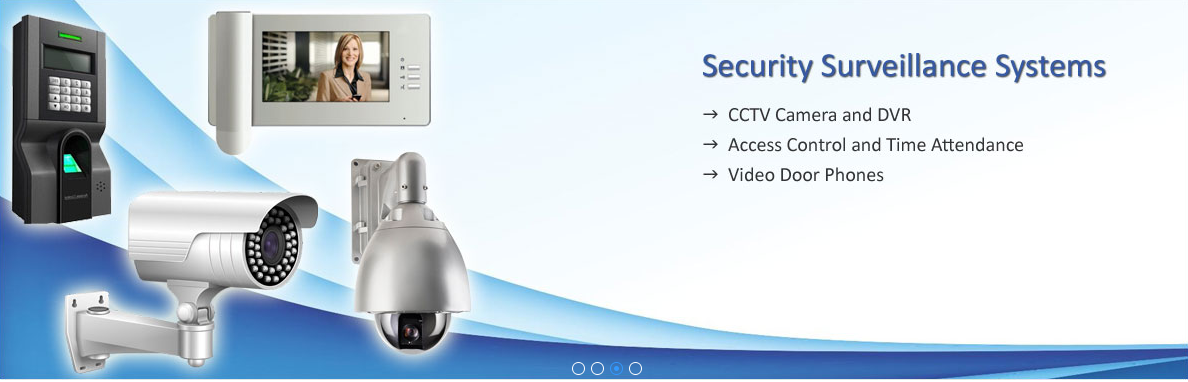 Security Surveillance Systems
→ CCTV Camera and DVR
→ Access Control and Time Attendance
→ Video Door Phones